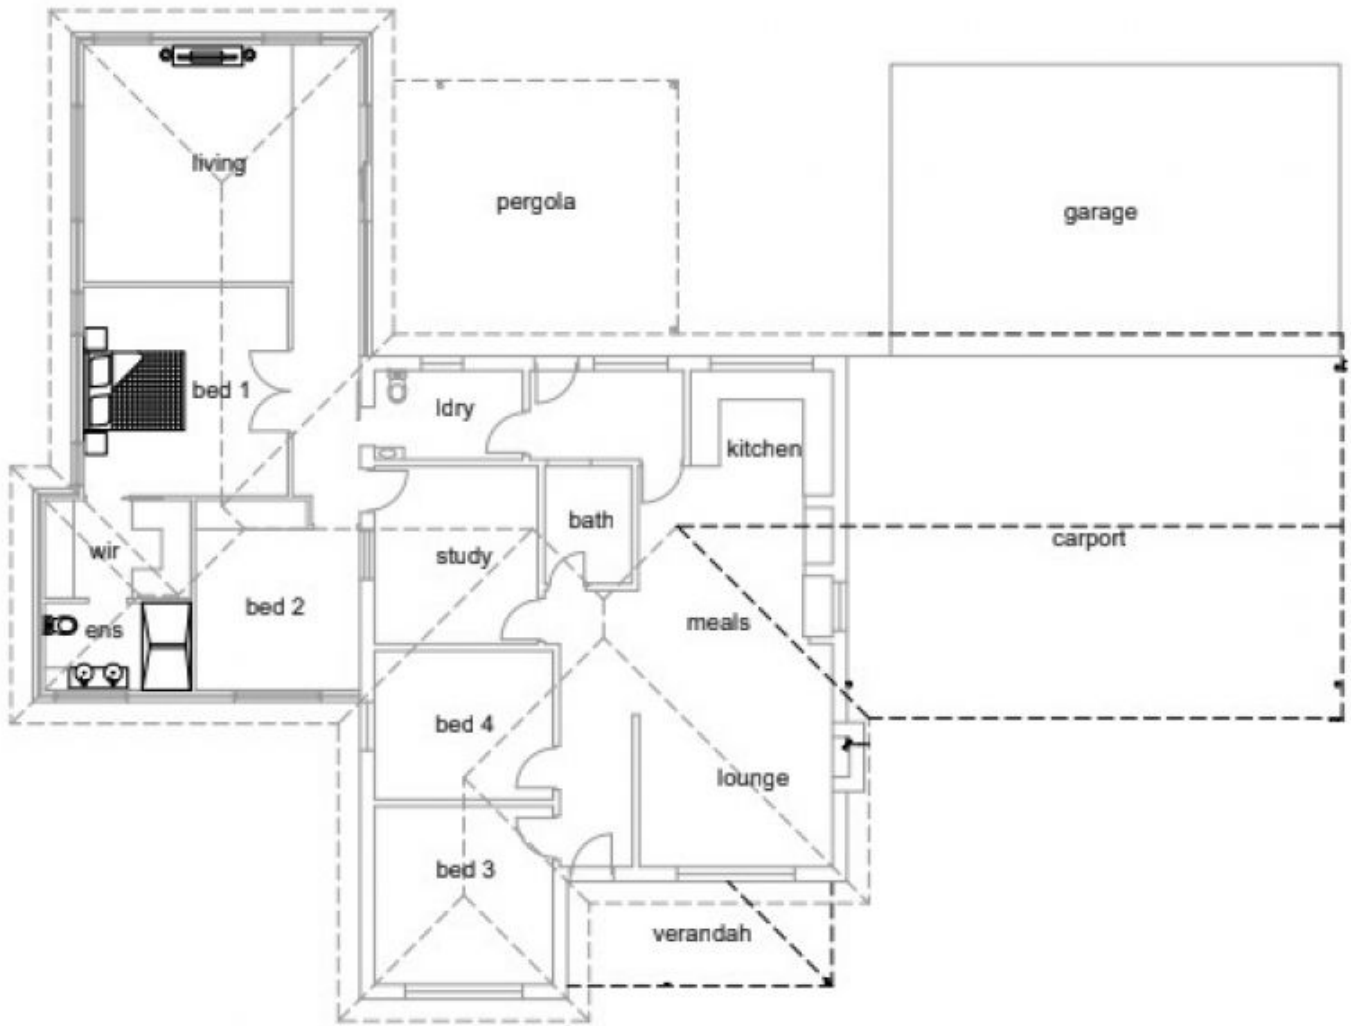 living
pergola
garage
bed 1
ldry
kitchen
bath
carport
wir
study
bed 2
meals
ens
bed 4
lounge
bed 3
verandah